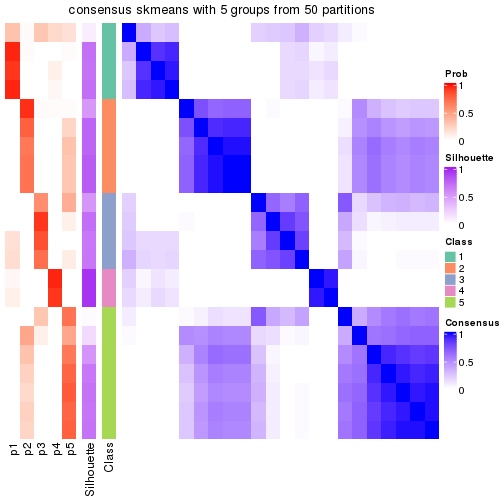 consensus skmeans with 5 groups from 50 partitions
Prob
1
0.5
0
Silhouette
1
0.5
0
Class
1
2
3
4
5
Consensus
1
0.5
0
p1
p2
p3
p4
p5
Silhouette
Class